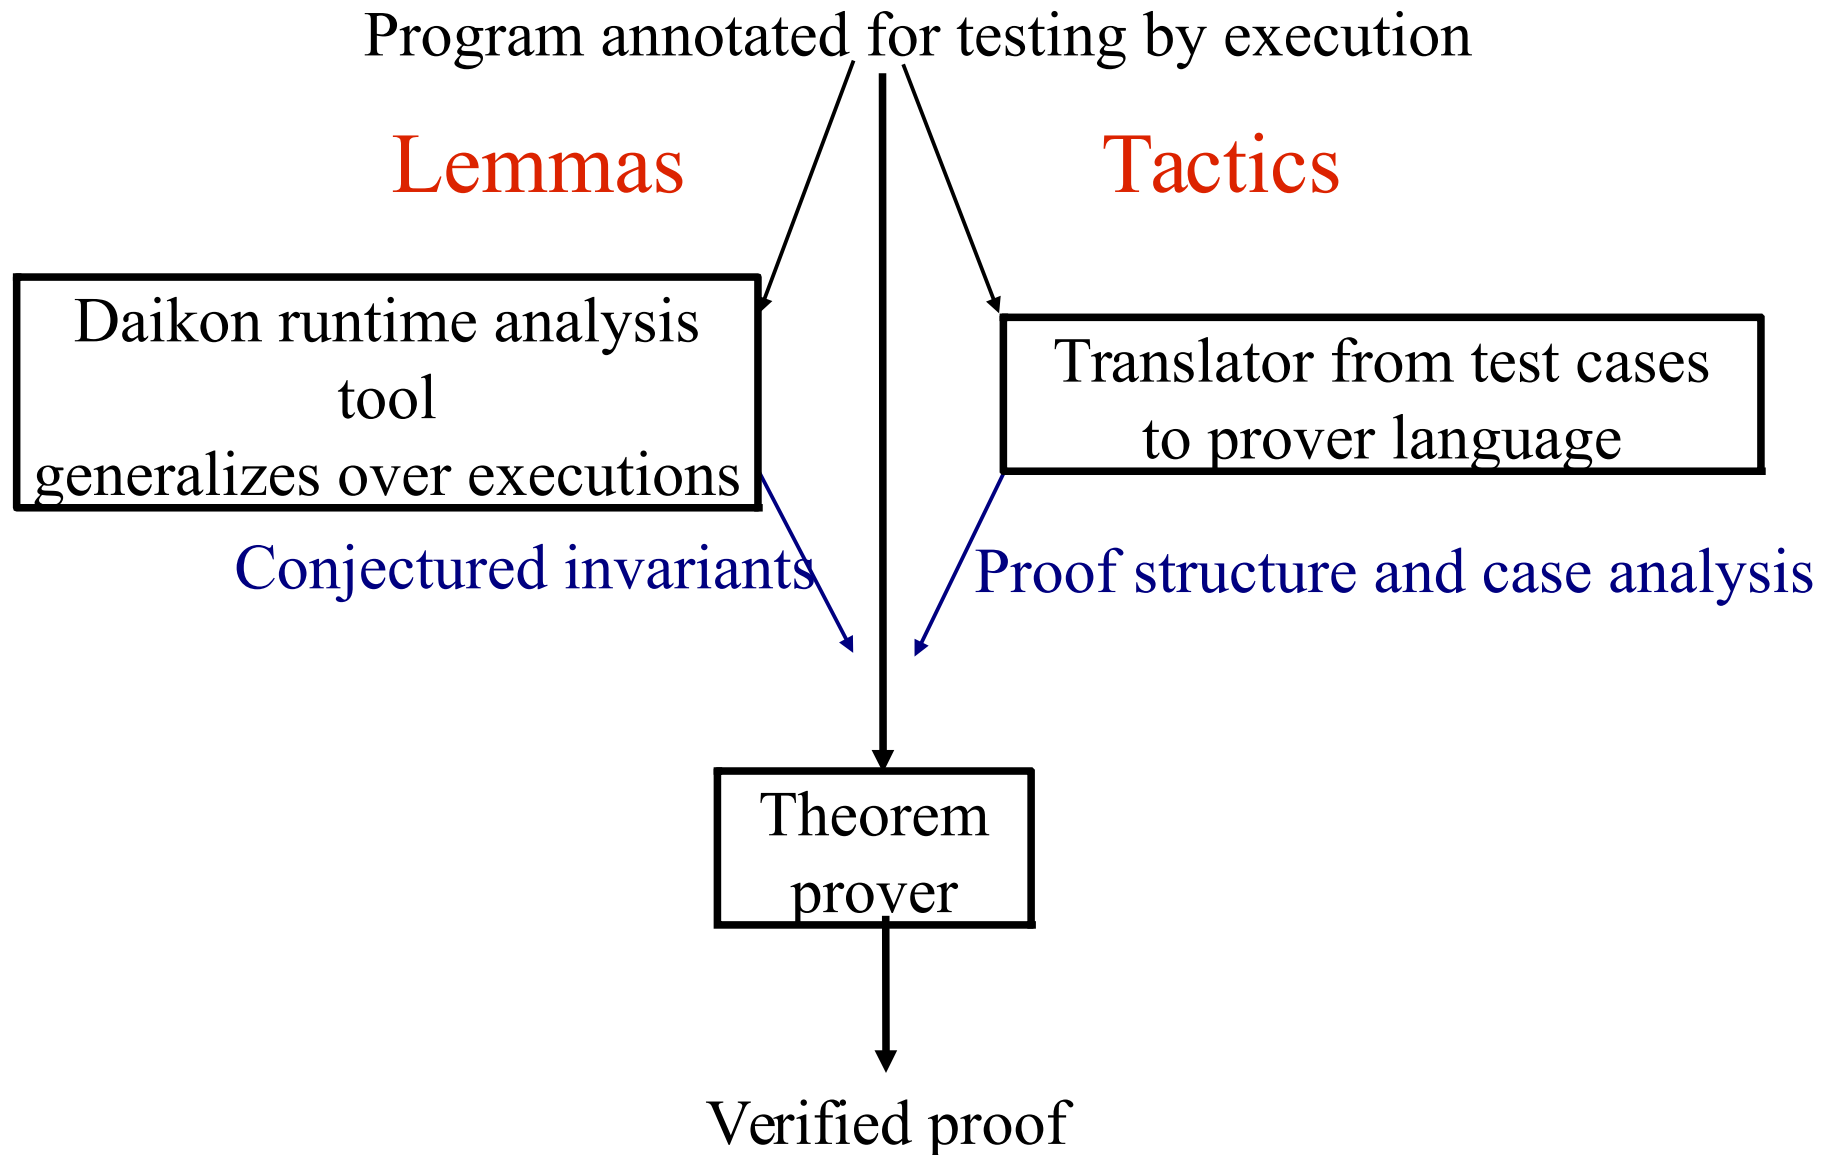 Program annotated for testing by execution
Lemmas
Tactics
Daikon runtime analysis
tool
generalizes over executions
Translator from test cases
to prover language
Conjectured invariants
Proof structure and case analysis
Theorem
prover
Verified proof